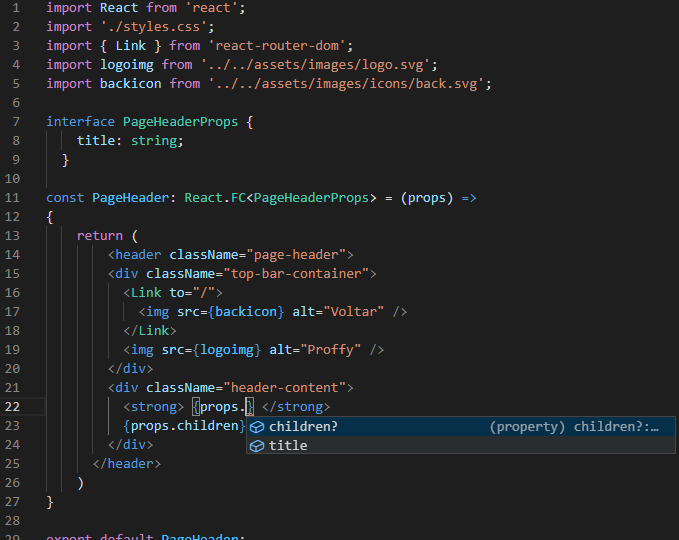 1 import React from 'react';
2 import './styles.css';
3 import { Link } from 'react-router-dom';
4 import logoimg from '../../assets/images/logo.svg';
5 import backicon from '../../assets/images/icons/back.svg';
6
7 interface PageHeaderProps {
8 title: string;
9 }
10
11 const PageHeader: React.FC<PageHeaderProps> = (props) =>
12 {
13 return (
14 <header className="page-header">
15 <div className="top-bar-container">
16 <Link to="/">
17 <img src={backicon} alt="Voltar" />
18 </Link>
19 <img src={logoimg} alt="Proffy" />
20 </div>
21 <div className="header-content">
22 <strong> {props.} </strong>
23 {props.children} children? (property) children?:…
24 </div> title
25 </header>
26 )
27 }
28
29 export default PageHeader;